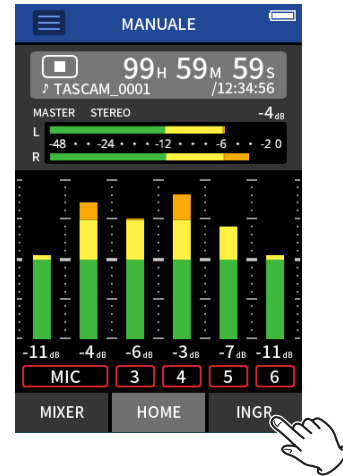 MANUALE
99H 59M 59S
♪ TASCAM_0001 /12:34:56
MASTER STEREO -4dB
L
-48 • • -24 • • • -12 • • • -6 • • -2 0
R
-11dB -4dB -6dB -3dB -7dB -11dB
MIC 3 4 5 6
MIXER HOME INGR